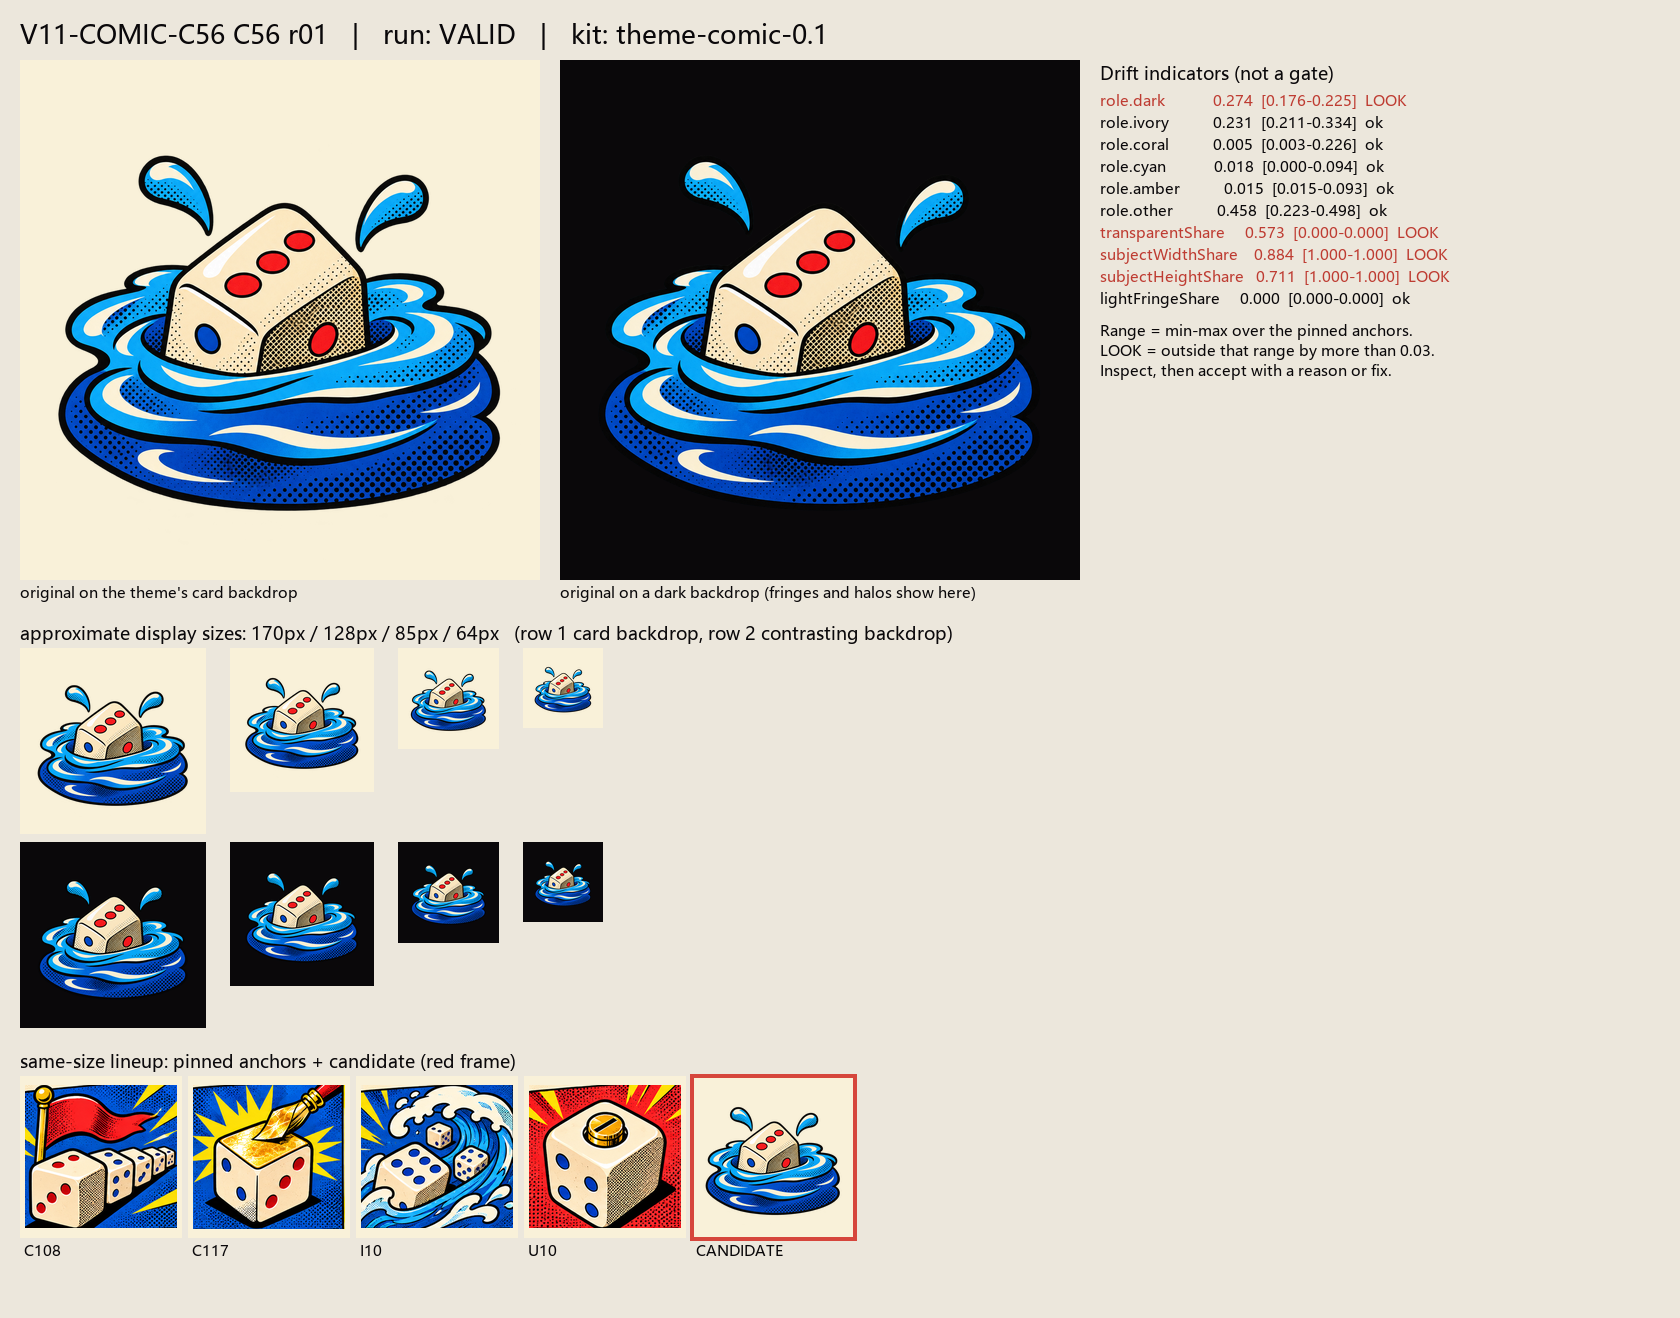 V11-COMIC-C56 C56 r01 | run: VALID | kit: theme-comic-0.1
Drift indicators (not a gate)
role.dark 0.274 [0.176-0.225] LOOK
role.ivory 0.231 [0.211-0.334] ok
role.coral 0.005 [0.003-0.226] ok
role.cyan 0.018 [0.000-0.094] ok
role.amber 0.015 [0.015-0.093] ok
role.other 0.458 [0.223-0.498] ok
transparentShare 0.573 [0.000-0.000] LOOK
subjectWidthShare 0.884 [1.000-1.000] LOOK
subjectHeightShare 0.711 [1.000-1.000] LOOK
lightFringeShare 0.000 [0.000-0.000] ok
Range = min-max over the pinned anchors.
LOOK = outside that range by more than 0.03.
Inspect, then accept with a reason or fix.
original on the theme's card backdrop
original on a dark backdrop (fringes and halos show here)
approximate display sizes: 170px / 128px / 85px / 64px (row 1 card backdrop, row 2 contrasting backdrop)
same-size lineup: pinned anchors + candidate (red frame)
C108
C117
I10
U10
CANDIDATE